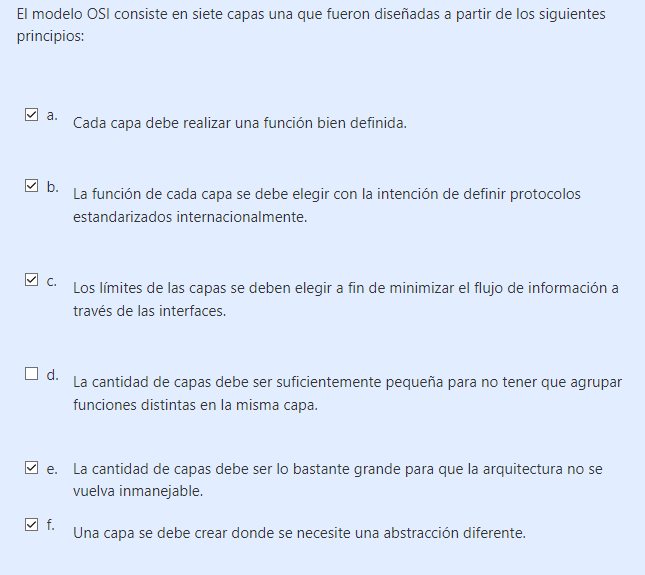 El modelo OSI consiste en siete capas una que fueron diseñadas a partir de los siguientes
principios:
a. Cada capa debe realizar una función bien definida.
b. La función de cada capa se debe elegir con la intención de definir protocolos
estandarizados internacionalmente.
c. Los límites de las capas se deben elegir a fin de minimizar el flujo de información a
través de las interfaces.
d. La cantidad de capas debe ser suficientemente pequeña para no tener que agrupar
funciones distintas en la misma capa.
e. La cantidad de capas debe ser lo bastante grande para que la arquitectura no se
vuelva inmanejable.
f. Una capa se debe crear donde se necesite una abstracción diferente.